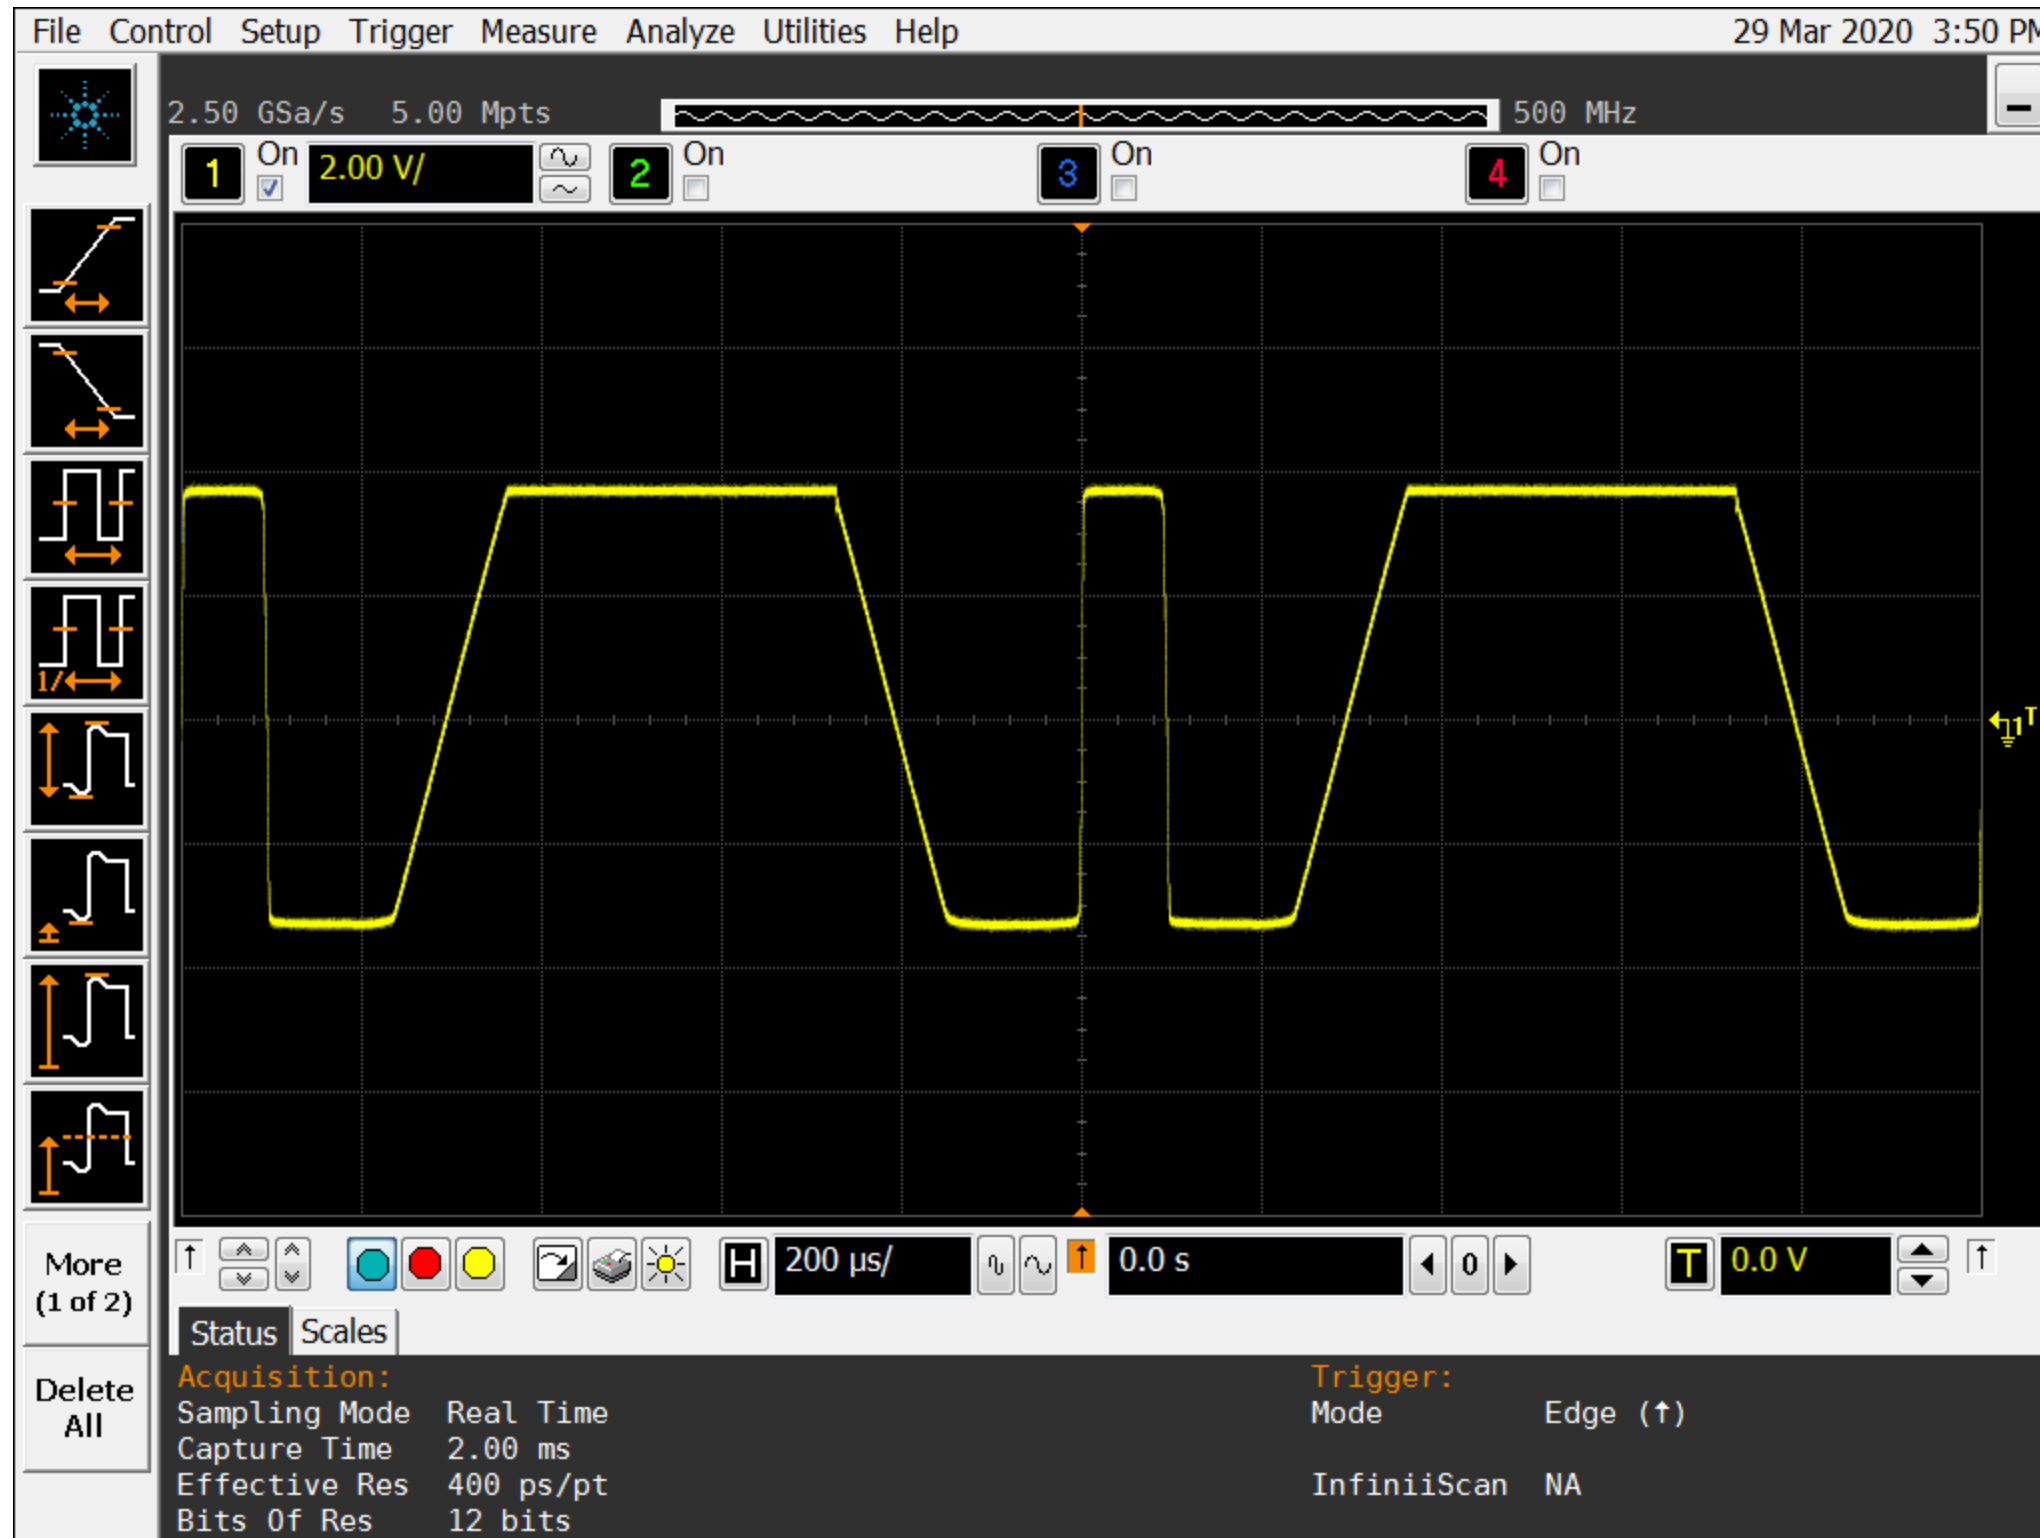 File Control Setup Trigger Measure Analyze Utilities Help 29 Mar 2020 3:50 PM
2.50 GSa/s 5.00 Mpts 500 MHz
1 On 2.00 V/ 2 On 3 On 4 On
1/
1 T
More
(1 of 2)
Delete
All
H 200 µs/ 0.0 s 0 T 0.0 V
Status Scales
Acquisition: Trigger:
Sampling Mode Real Time Mode Edge (↑)
Capture Time 2.00 ms
Effective Res 400 ps/pt InfiniiScan NA
Bits Of Res 12 bits